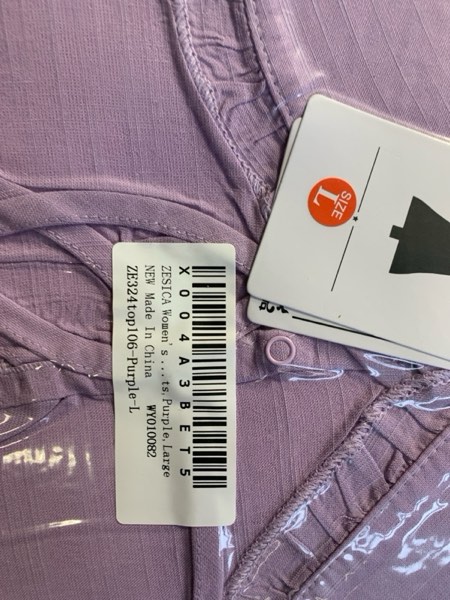 SIZE
L
X004A3BET5
ZESICA Women's ...ts,Purple,Large
NEW Made In China WY010082
ZE324top106-Purple-L